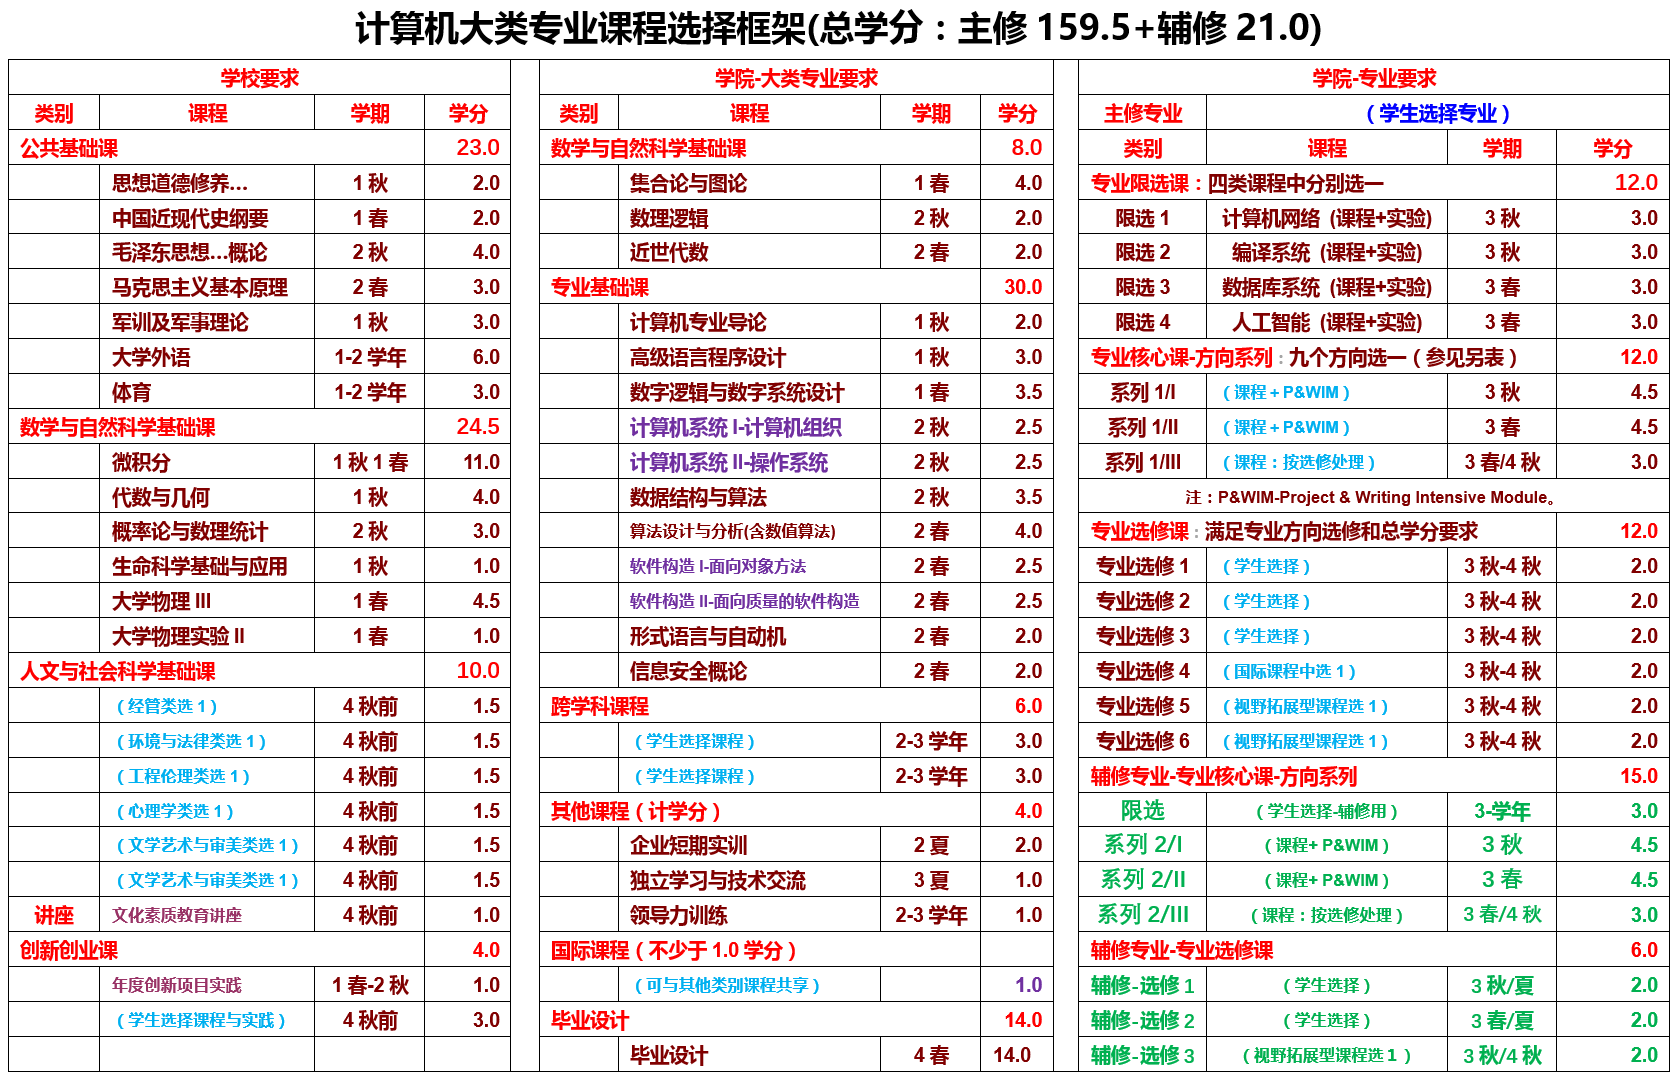 计算机大类专业课程选择框架(总学分：主修 159.5+辅修 21.0)
学校要求
类别 课程 学期 学分
公共基础课 23.0
思想道德修养... 1 秋 2.0
中国近现代史纲要 1 春 2.0
毛泽东思想...概论 2 秋 4.0
马克思主义基本原理 2 春 3.0
军训及军事理论 1 秋 3.0
大学外语 1-2 学年 6.0
体育 1-2 学年 3.0
数学与自然科学基础课 24.5
微积分 1 秋 1 春 11.0
代数与几何 1 秋 4.0
概率论与数理统计 2 秋 3.0
生命科学基础与应用 1 秋 1.0
大学物理 III 1 春 4.5
大学物理实验 II 1 春 1.0
人文与社会科学基础课 10.0
（经管类选 1） 4 秋前 1.5
（环境与法律类选 1） 4 秋前 1.5
（工程伦理类选 1） 4 秋前 1.5
（心理学类选 1） 4 秋前 1.5
（文学艺术与审美类选 1） 4 秋前 1.5
（文学艺术与审美类选 1） 4 秋前 1.5
讲座 文化素质教育讲座 4 秋前 1.0
创新创业课 4.0
年度创新项目实践 1 春-2 秋 1.0
（学生选择课程与实践） 4 秋前 3.0
学院-大类专业要求
类别 课程 学期 学分
数学与自然科学基础课 8.0
集合论与图论 1 春 4.0
数理逻辑 2 秋 2.0
近世代数 2 春 2.0
专业基础课 30.0
计算机专业导论 1 秋 2.0
高级语言程序设计 1 秋 3.0
数字逻辑与数字系统设计 1 春 3.5
计算机系统 I-计算机组织 2 秋 2.5
计算机系统 II-操作系统 2 秋 2.5
数据结构与算法 2 秋 3.5
算法设计与分析(含数值算法) 2 春 4.0
软件构造 I-面向对象方法 2 春 2.5
软件构造 II-面向质量的软件构造 2 春 2.5
形式语言与自动机 2 春 2.0
信息安全概论 2 春 2.0
跨学科课程 6.0
（学生选择课程） 2-3 学年 3.0
（学生选择课程） 2-3 学年 3.0
其他课程（计学分） 4.0
企业短期实训 2 夏 2.0
独立学习与技术交流 3 夏 1.0
领导力训练 2-3 学年 1.0
国际课程（不少于 1.0 学分）
（可与其他类别课程共享） 1.0
毕业设计 14.0
毕业设计 4 春 14.0
学院-专业要求
主修专业 （学生选择专业）
类别 课程 学期 学分
专业限选课：四类课程中分别选一 12.0
限选 1 计算机网络 (课程+实验) 3 秋 3.0
限选 2 编译系统 (课程+实验) 3 秋 3.0
限选 3 数据库系统 (课程+实验) 3 春 3.0
限选 4 人工智能 (课程+实验) 3 春 3.0
专业核心课-方向系列：九个方向选一（参见另表） 12.0
系列 1/I （课程＋P&WIM） 3 秋 4.5
系列 1/II （课程＋P&WIM） 3 春 4.5
系列 1/III （课程：按选修处理） 3 春/4 秋 3.0
注：P&WIM-Project & Writing Intensive Module。
专业选修课：满足专业方向选修和总学分要求 12.0
专业选修 1 （学生选择） 3 秋-4 秋 2.0
专业选修 2 （学生选择） 3 秋-4 秋 2.0
专业选修 3 （学生选择） 3 秋-4 秋 2.0
专业选修 4 （国际课程中选 1） 3 秋-4 秋 2.0
专业选修 5 （视野拓展型课程选 1） 3 秋-4 秋 2.0
专业选修 6 （视野拓展型课程选 1） 3 秋-4 秋 2.0
辅修专业-专业核心课-方向系列 15.0
限选 （学生选择-辅修用） 3-学年 3.0
系列 2/I （课程+ P&WIM） 3 秋 4.5
系列 2/II （课程+ P&WIM） 3 春 4.5
系列 2/III （课程：按选修处理） 3 春/4 秋 3.0
辅修专业-专业选修课 6.0
辅修-选修 1 （学生选择） 3 秋/夏 2.0
辅修-选修 2 （学生选择） 3 春/夏 2.0
辅修-选修 3 （视野拓展型课程选 1 ） 3 秋/4 秋 2.0